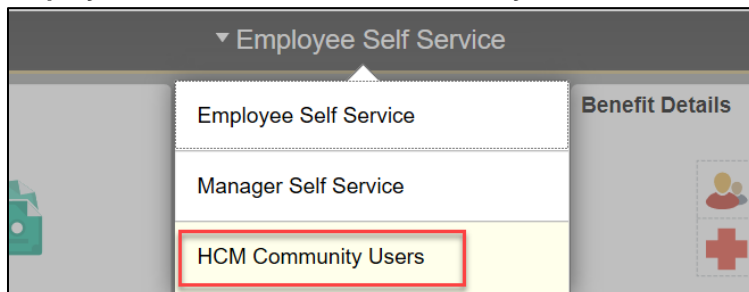 ▼ Employee Self Service
Employee Self Service
Benefit Details
Manager Self Service
HCM Community Users